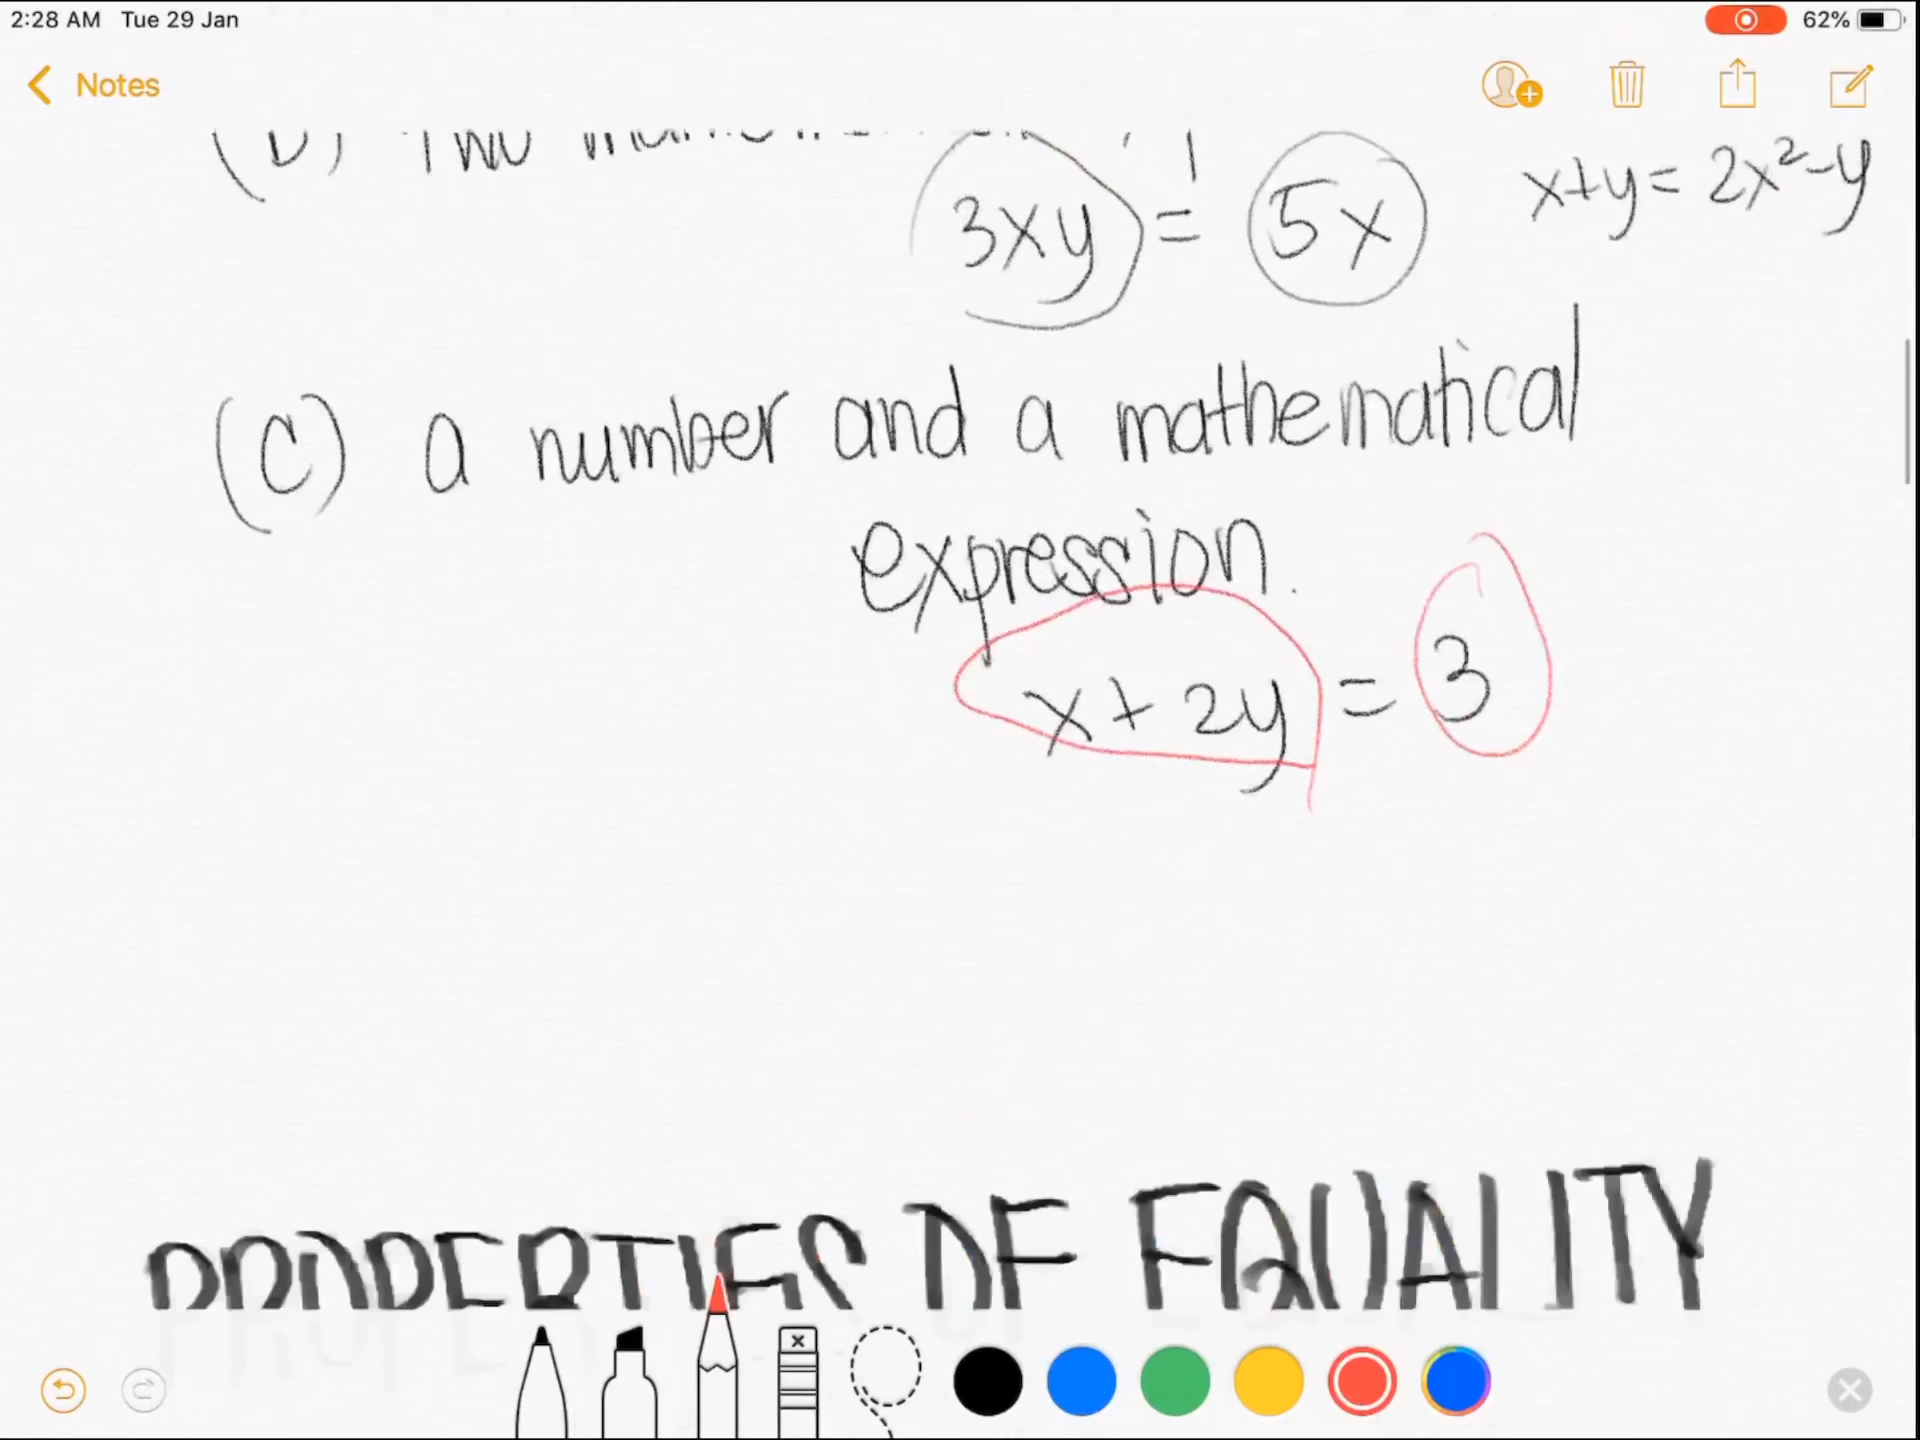 2:28 AM Tue 29 Jan
62%
Notes
3xy = 5x
x+y = 2x²-y
(C) a number and a mathematical
expression.
x + 2y = 3
PROPERTIES OF EQUALITY